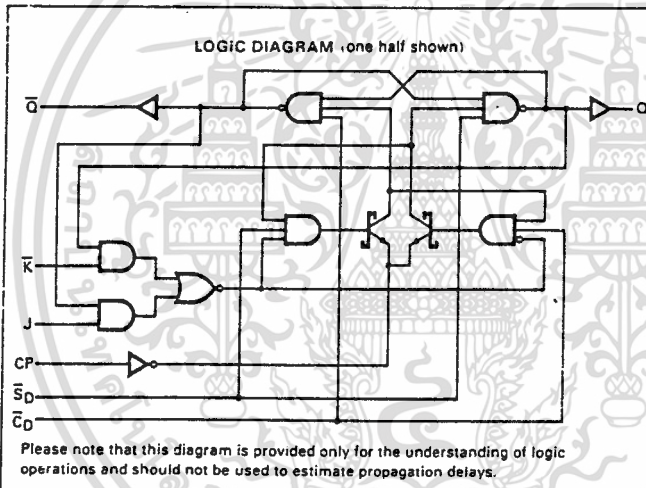 LOGIC DIAGRAM (one half shown)
Q̅
Q
K̅
J
CP
S̅D
C̅D
Please note that this diagram is provided only for the understanding of logic
operations and should not be used to estimate propagation delays.